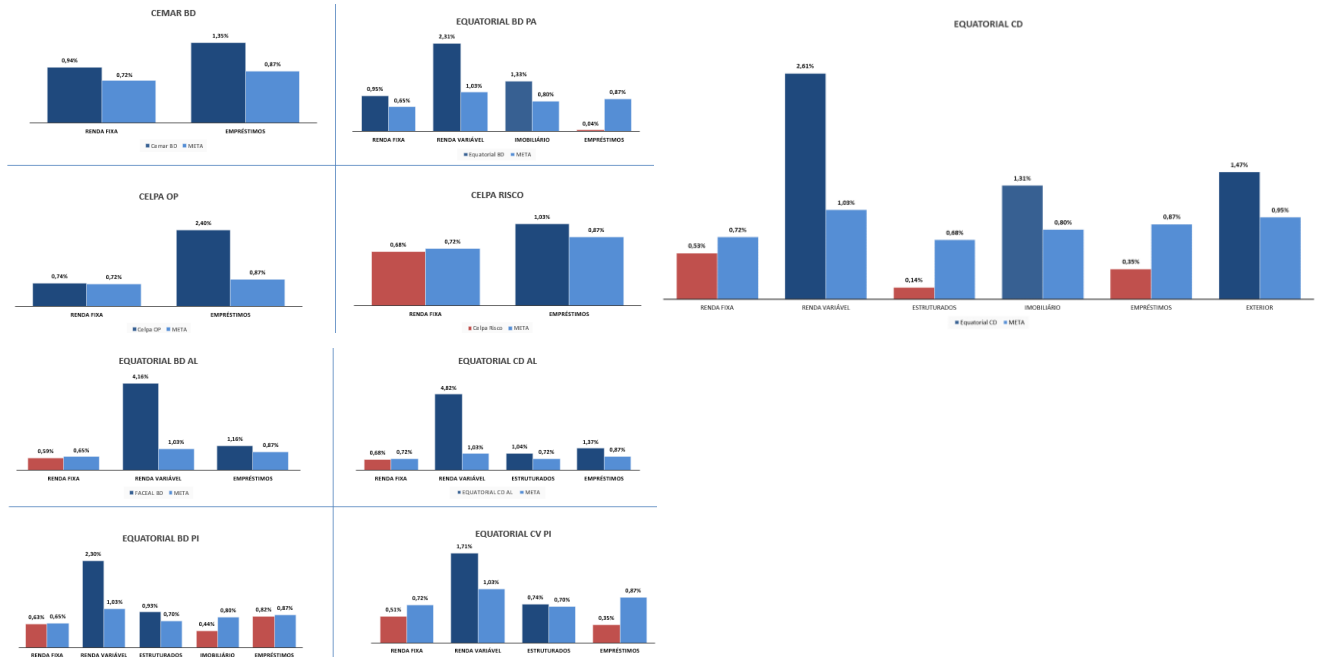 CEMAR BD
1,35%
0,94%
0,87%
0,72%
RENDA FIXA EMPRÉSTIMOS
Cemar BD META
EQUATORIAL BD PA
2,31%
1,33%
0,95% 1,03% 0,80% 0,87%
0,65%
0,04%
RENDA FIXA RENDA VARIÁVEL IMOBILIÁRIO EMPRÉSTIMOS
Equatorial BD META
EQUATORIAL CD
2,61%
1,47%
1,31%
1,03% 0,95%
0,72% 0,80% 0,87%
0,53% 0,68%
0,35%
0,14%
RENDA FIXA RENDA VARIÁVEL ESTRUTURADOS IMOBILIÁRIO EMPRÉSTIMOS EXTERIOR
Equatorial CD META
CELPA OP
2,40%
0,74% 0,72% 0,87%
RENDA FIXA EMPRÉSTIMOS
Celpa OP META
CELPA RISCO
1,03%
0,87%
0,68% 0,72%
RENDA FIXA EMPRÉSTIMOS
Celpa Risco META
EQUATORIAL BD AL
4,16%
1,03% 1,16% 0,87%
0,59% 0,65%
RENDA FIXA RENDA VARIÁVEL EMPRÉSTIMOS
FACEAL BD META
EQUATORIAL CD AL
4,82%
1,37%
0,68% 0,72% 1,03% 1,04% 0,72% 0,87%
RENDA FIXA RENDA VARIÁVEL ESTRUTURADOS EMPRÉSTIMOS
EQUATORIAL CD AL META
EQUATORIAL BD PI
2,30%
1,03% 0,93%
0,63% 0,65% 0,70% 0,44% 0,80% 0,82% 0,87%
RENDA FIXA RENDA VARIÁVEL ESTRUTURADOS IMOBILIÁRIO EMPRÉSTIMOS
EQUATORIAL CV PI
1,71%
1,03%
0,72% 0,74% 0,70% 0,87%
0,51% 0,35%
RENDA FIXA RENDA VARIÁVEL ESTRUTURADOS EMPRÉSTIMOS